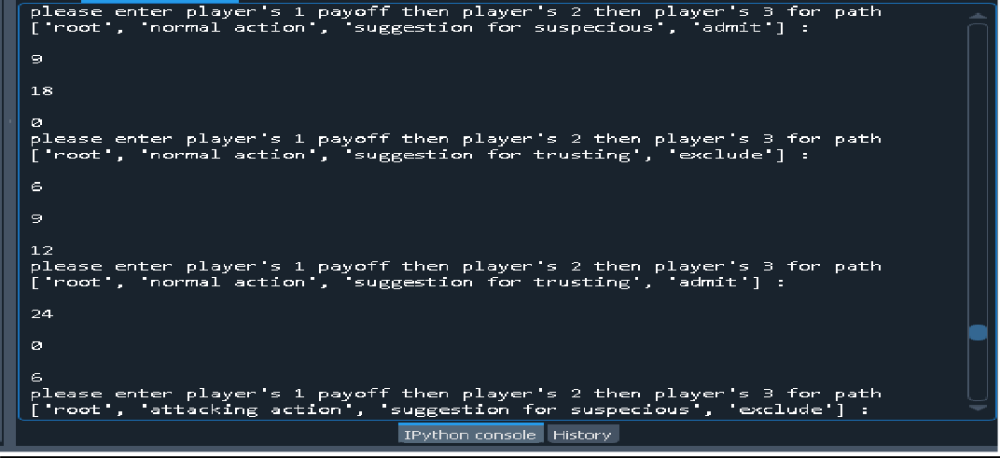 please enter player's 1 payoff then player's 2 then player's 3 for path
['root', 'normal action', 'suggestion for suspecious', 'admit'] :
9
18
0
please enter player's 1 payoff then player's 2 then player's 3 for path
['root', 'normal action', 'suggestion for trusting', 'exclude'] :
6
9
12
please enter player's 1 payoff then player's 2 then player's 3 for path
['root', 'normal action', 'suggestion for trusting', 'admit'] :
24
0
6
please enter player's 1 payoff then player's 2 then player's 3 for path
['root', 'attacking action', 'suggestion for suspecious', 'exclude'] :
IPython console History